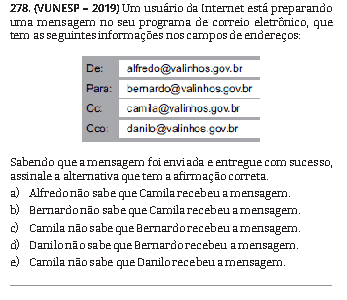 278. (VUNESP – 2019) Um usuário da Internet está preparando
uma mensagem no seu programa de correio eletrônico, que
tem as seguintes informações nos campos de endereços:
De: alfredo@valinhos.gov.br
Para: bernardo@valinhos.gov.br
Cc: camila@valinhos.gov.br
Cco: danilo@valinhos.gov.br
Sabendo que a mensagem foi enviada e entregue com sucesso,
assinale a alternativa que tem a afirmação correta.
a) Alfredo não sabe que Camila recebeu a mensagem.
b) Bernardo não sabe que Camila recebeu a mensagem.
c) Camila não sabe que Bernardo recebeu a mensagem.
d) Danilo não sabe que Bernardo recebeu a mensagem.
e) Camila não sabe que Danilo recebeu a mensagem.